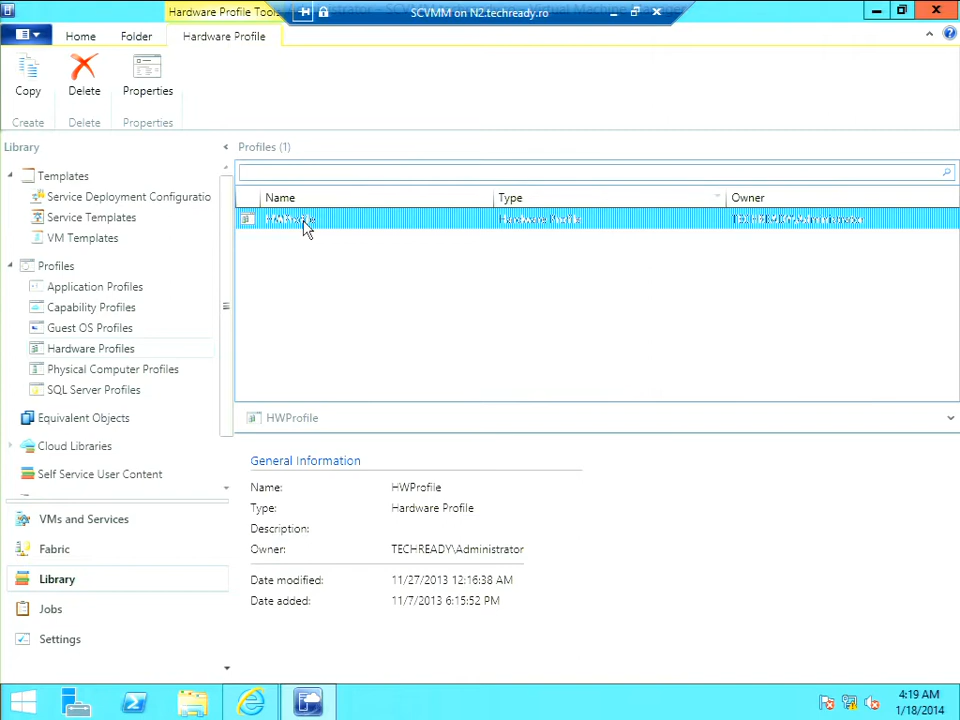 Hardware Profile Tools
SCVMM on N2.techready.ro
Home
Folder
Hardware Profile
Copy
Delete
Properties
Create
Delete
Properties
Library
Profiles (1)
Templates
Service Deployment Configuratio
Service Templates
VM Templates
Profiles
Application Profiles
Capability Profiles
Guest OS Profiles
Hardware Profiles
Physical Computer Profiles
SQL Server Profiles
Equivalent Objects
Cloud Libraries
Self Service User Content
VMs and Services
Fabric
Library
Jobs
Settings
Name Type Owner
HWProfile Hardware Profile TECHREADY\Administrator
HWProfile
General Information
Name: HWProfile
Type: Hardware Profile
Description:
Owner: TECHREADY\Administrator
Date modified: 11/27/2013 12:16:38 AM
Date added: 11/7/2013 6:15:52 PM
4:19 AM
1/18/2014